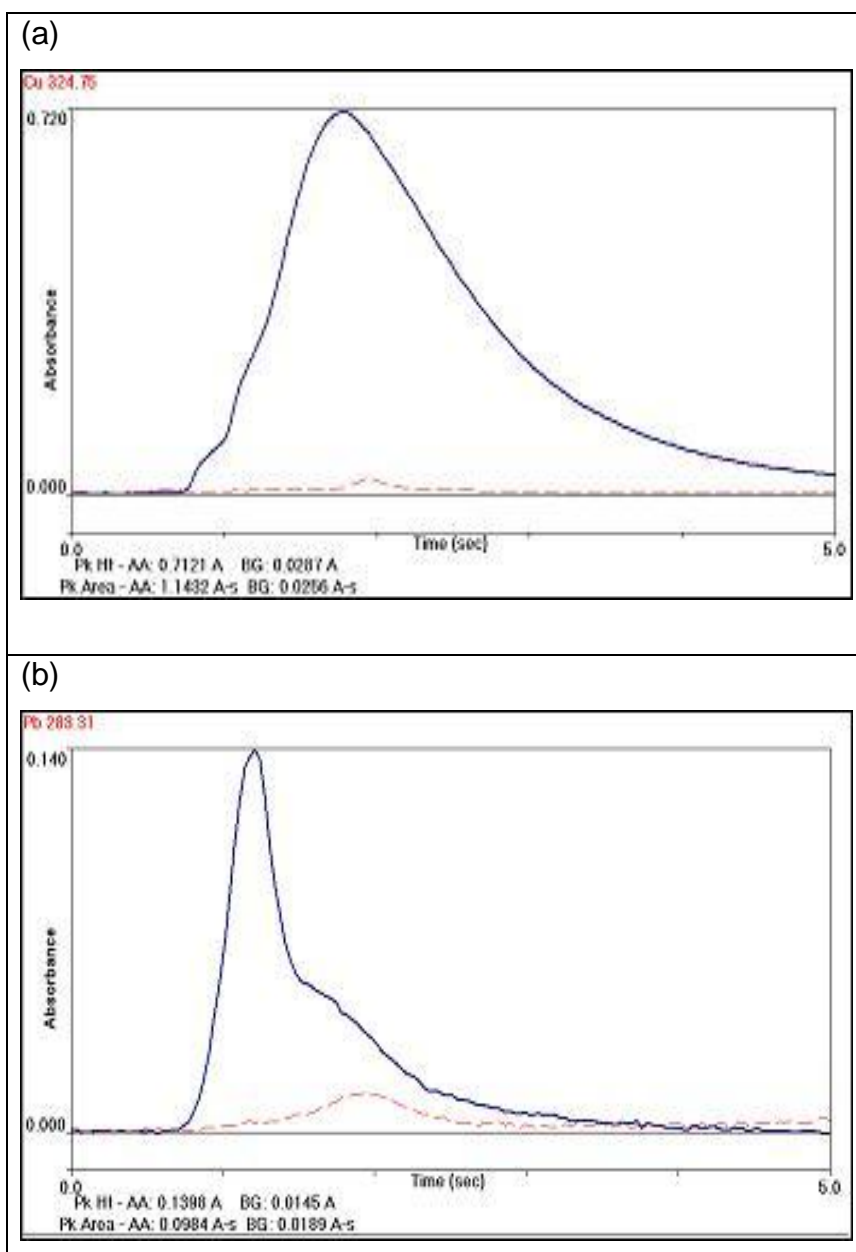 (a)
Cu 324.75
0.720
Absorbance
0.000
0.0
Time (sec)
5.0
Pk Ht - AA: 0.7121 A BG: 0.0287 A
Pk Area - AA: 1.1432 A-s BG: 0.0256 A-s
(b)
Pb 283.31
0.140
Absorbance
0.000
0.0
Time (sec)
5.0
Pk Ht - AA: 0.1398 A BG: 0.0145 A
Pk Area - AA: 0.0984 A-s BG: 0.0189 A-s